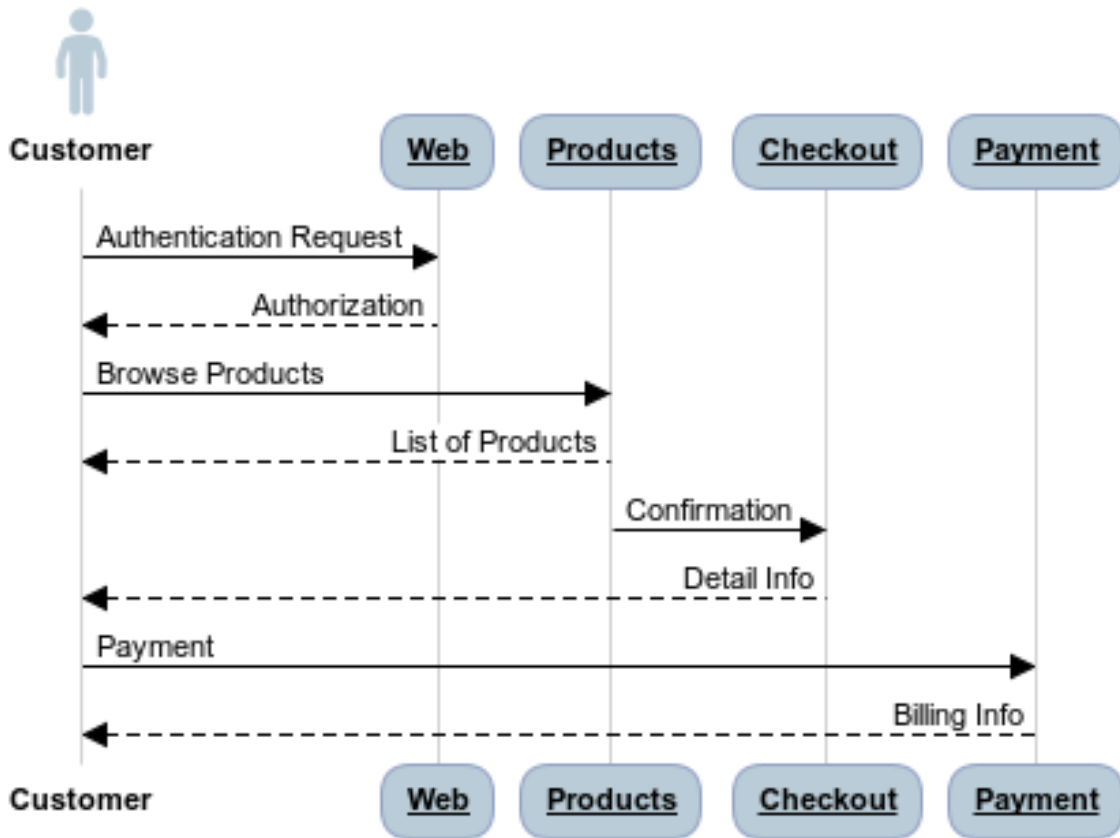 Customer Web Products Checkout Payment
Authentication Request
Authorization
Browse Products
List of Products
Confirmation
Detail Info
Payment
Billing Info
Customer Web Products Checkout Payment